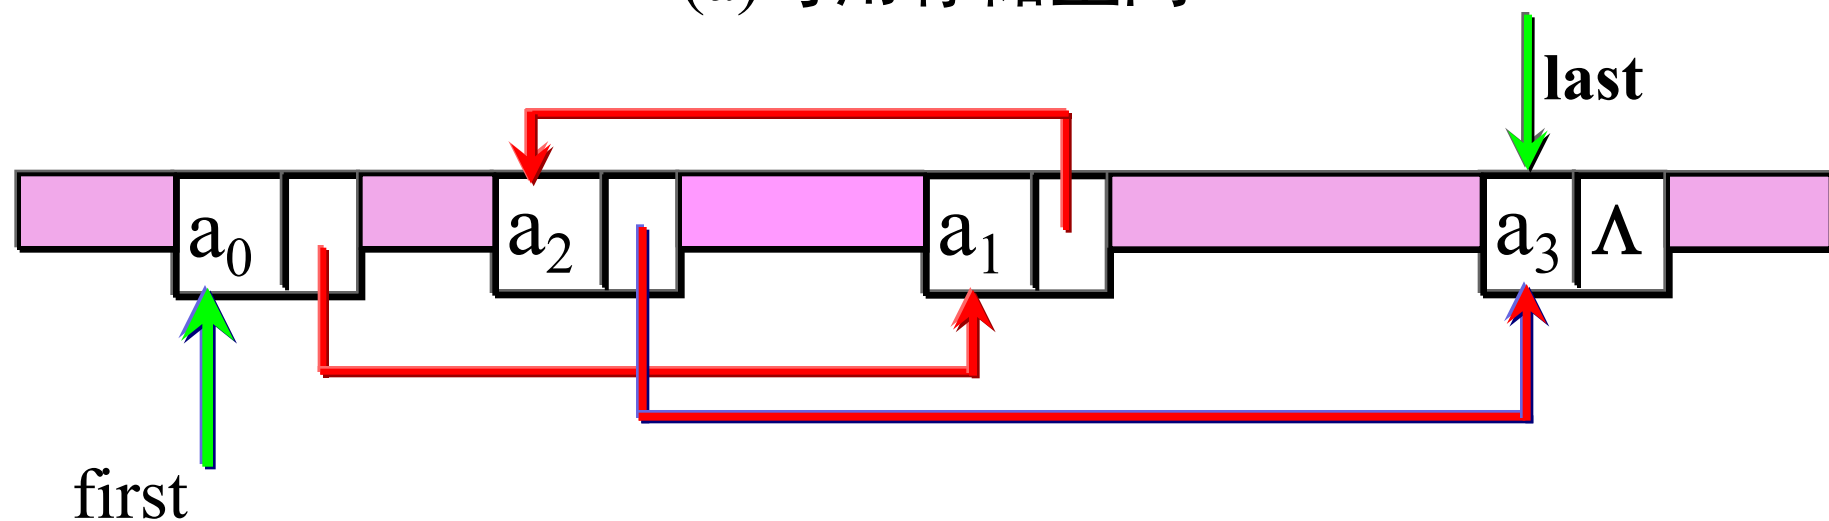 last
a₀ a₂ a₁ a₃ Λ
first